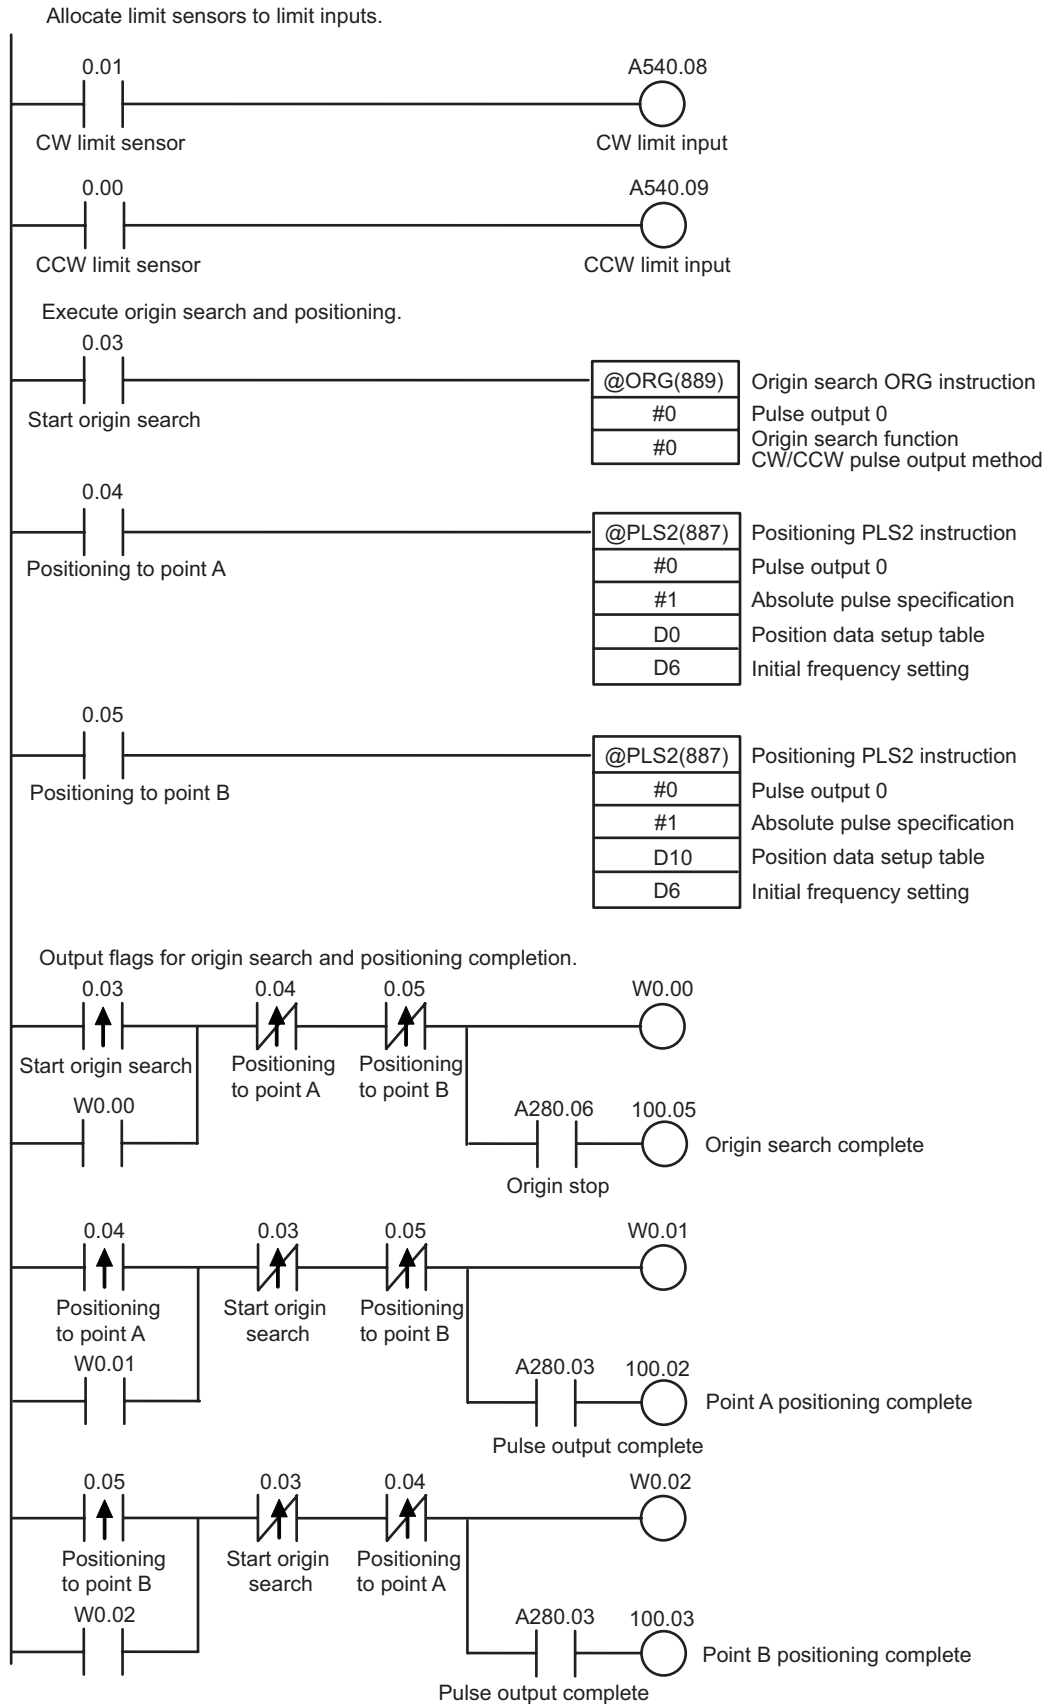 Allocate limit sensors to limit inputs.
0.01
A540.08
CW limit sensor
CW limit input
0.00
A540.09
CCW limit sensor
CCW limit input
Execute origin search and positioning.
0.03
Start origin search
@ORG(889)
Origin search ORG instruction
#0
Pulse output 0
#0
Origin search function
CW/CCW pulse output method
0.04
Positioning to point A
@PLS2(887)
Positioning PLS2 instruction
#0
Pulse output 0
#1
Absolute pulse specification
D0
Position data setup table
D6
Initial frequency setting
0.05
Positioning to point B
@PLS2(887)
Positioning PLS2 instruction
#0
Pulse output 0
#1
Absolute pulse specification
D10
Position data setup table
D6
Initial frequency setting
Output flags for origin search and positioning completion.
0.03
0.04
0.05
W0.00
Start origin search
Positioning
to point A
Positioning
to point B
W0.00
A280.06
100.05
Origin search complete
Origin stop
0.04
0.03
0.05
W0.01
Positioning
to point A
Start origin
search
Positioning
to point B
W0.01
A280.03
100.02
Point A positioning complete
Pulse output complete
0.05
0.03
0.04
W0.02
Positioning
to point B
Start origin
search
Positioning
to point A
W0.02
A280.03
100.03
Point B positioning complete
Pulse output complete